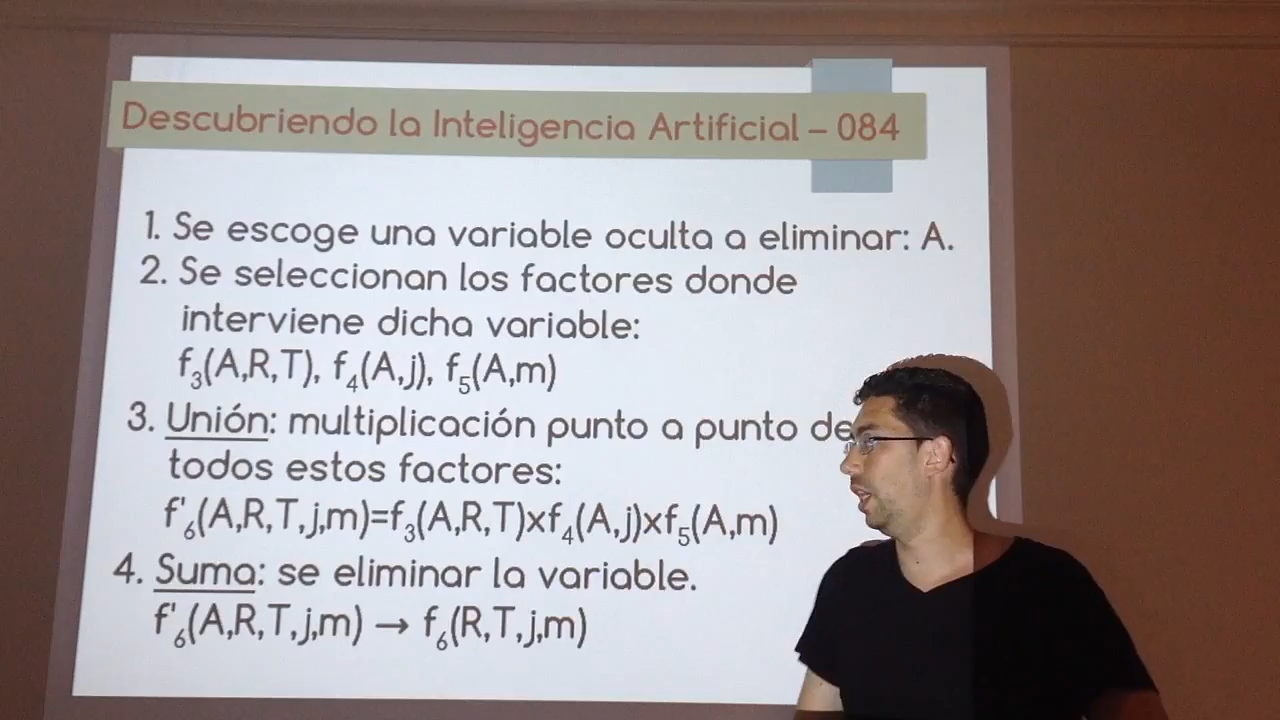 Descubriendo la Inteligencia Artificial – 084
1. Se escoge una variable oculta a eliminar: A.
2. Se seleccionan los factores donde
interviene dicha variable:
f₃(A,R,T), f₄(A,j), f₅(A,m)
3. Unión: multiplicación punto a punto de
todos estos factores:
f'₆(A,R,T,j,m)=f₃(A,R,T)xf₄(A,j)xf₅(A,m)
4. Suma: se eliminar la variable.
f'₆(A,R,T,j,m) → f₆(R,T,j,m)